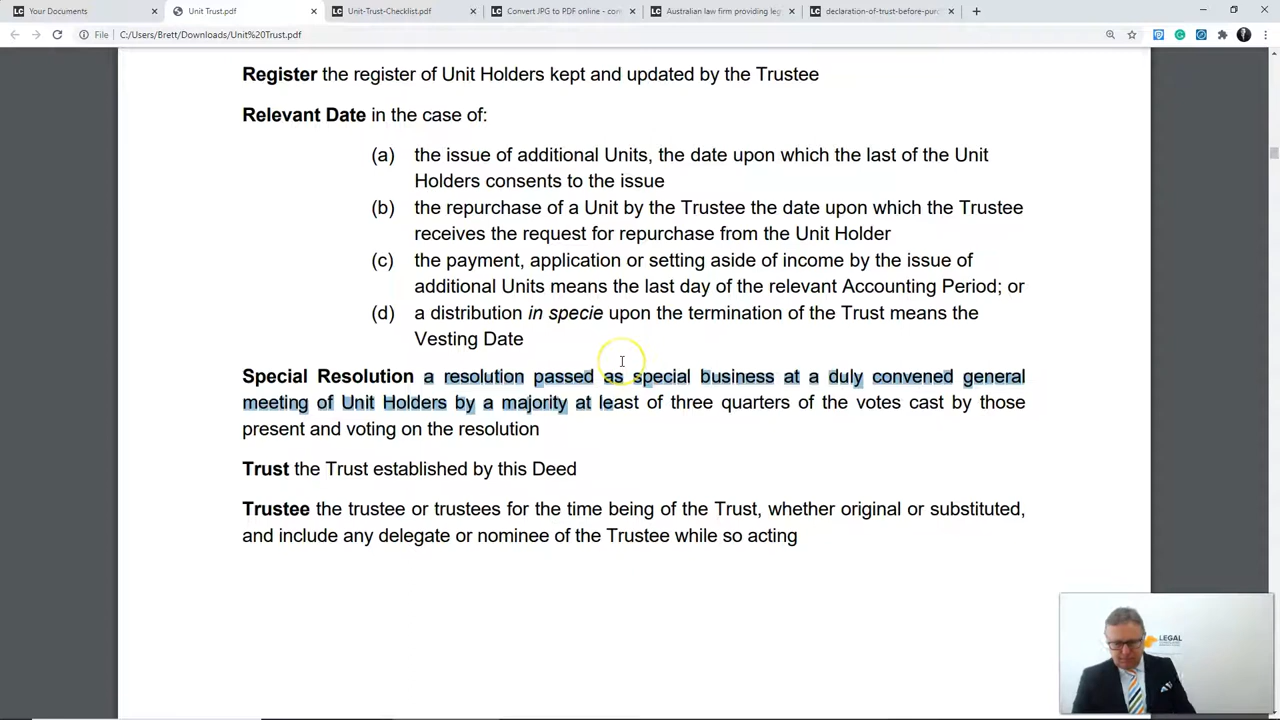 Your Documents
Unit Trust.pdf
Unit-Trust-Checklist.pdf
Convert JPG to PDF online - con
Australian law firm providing leg
declaration-of-trust-before-purc
File
C:/Users/Brett/Downloads/Unit%20Trust.pdf
Register the register of Unit Holders kept and updated by the Trustee
Relevant Date in the case of:
(a) the issue of additional Units, the date upon which the last of the Unit
Holders consents to the issue
(b) the repurchase of a Unit by the Trustee the date upon which the Trustee
receives the request for repurchase from the Unit Holder
(c) the payment, application or setting aside of income by the issue of
additional Units means the last day of the relevant Accounting Period; or
(d) a distribution in specie upon the termination of the Trust means the
Vesting Date
Special Resolution a resolution passed as special business at a duly convened general
meeting of Unit Holders by a majority at least of three quarters of the votes cast by those
present and voting on the resolution
Trust the Trust established by this Deed
Trustee the trustee or trustees for the time being of the Trust, whether original or substituted,
and include any delegate or nominee of the Trustee while so acting
LEGAL